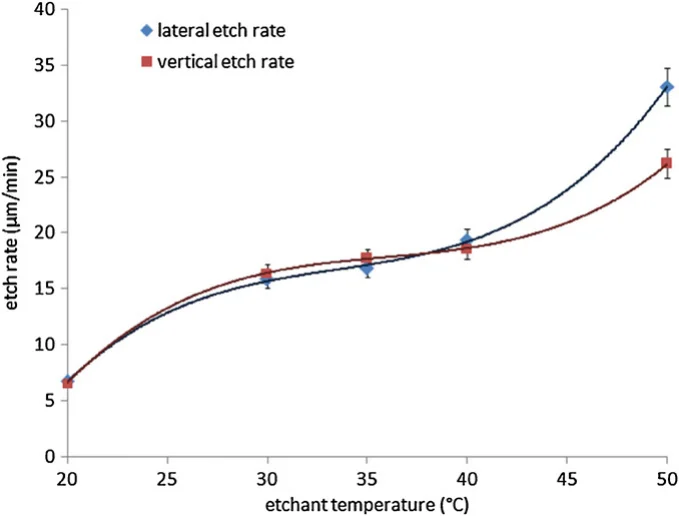 40
35
30
25
20
15
10
5
0
lateral etch rate
vertical etch rate
etch rate (µm/min)
20 25 30 35 40 45 50
etchant temperature (°C)